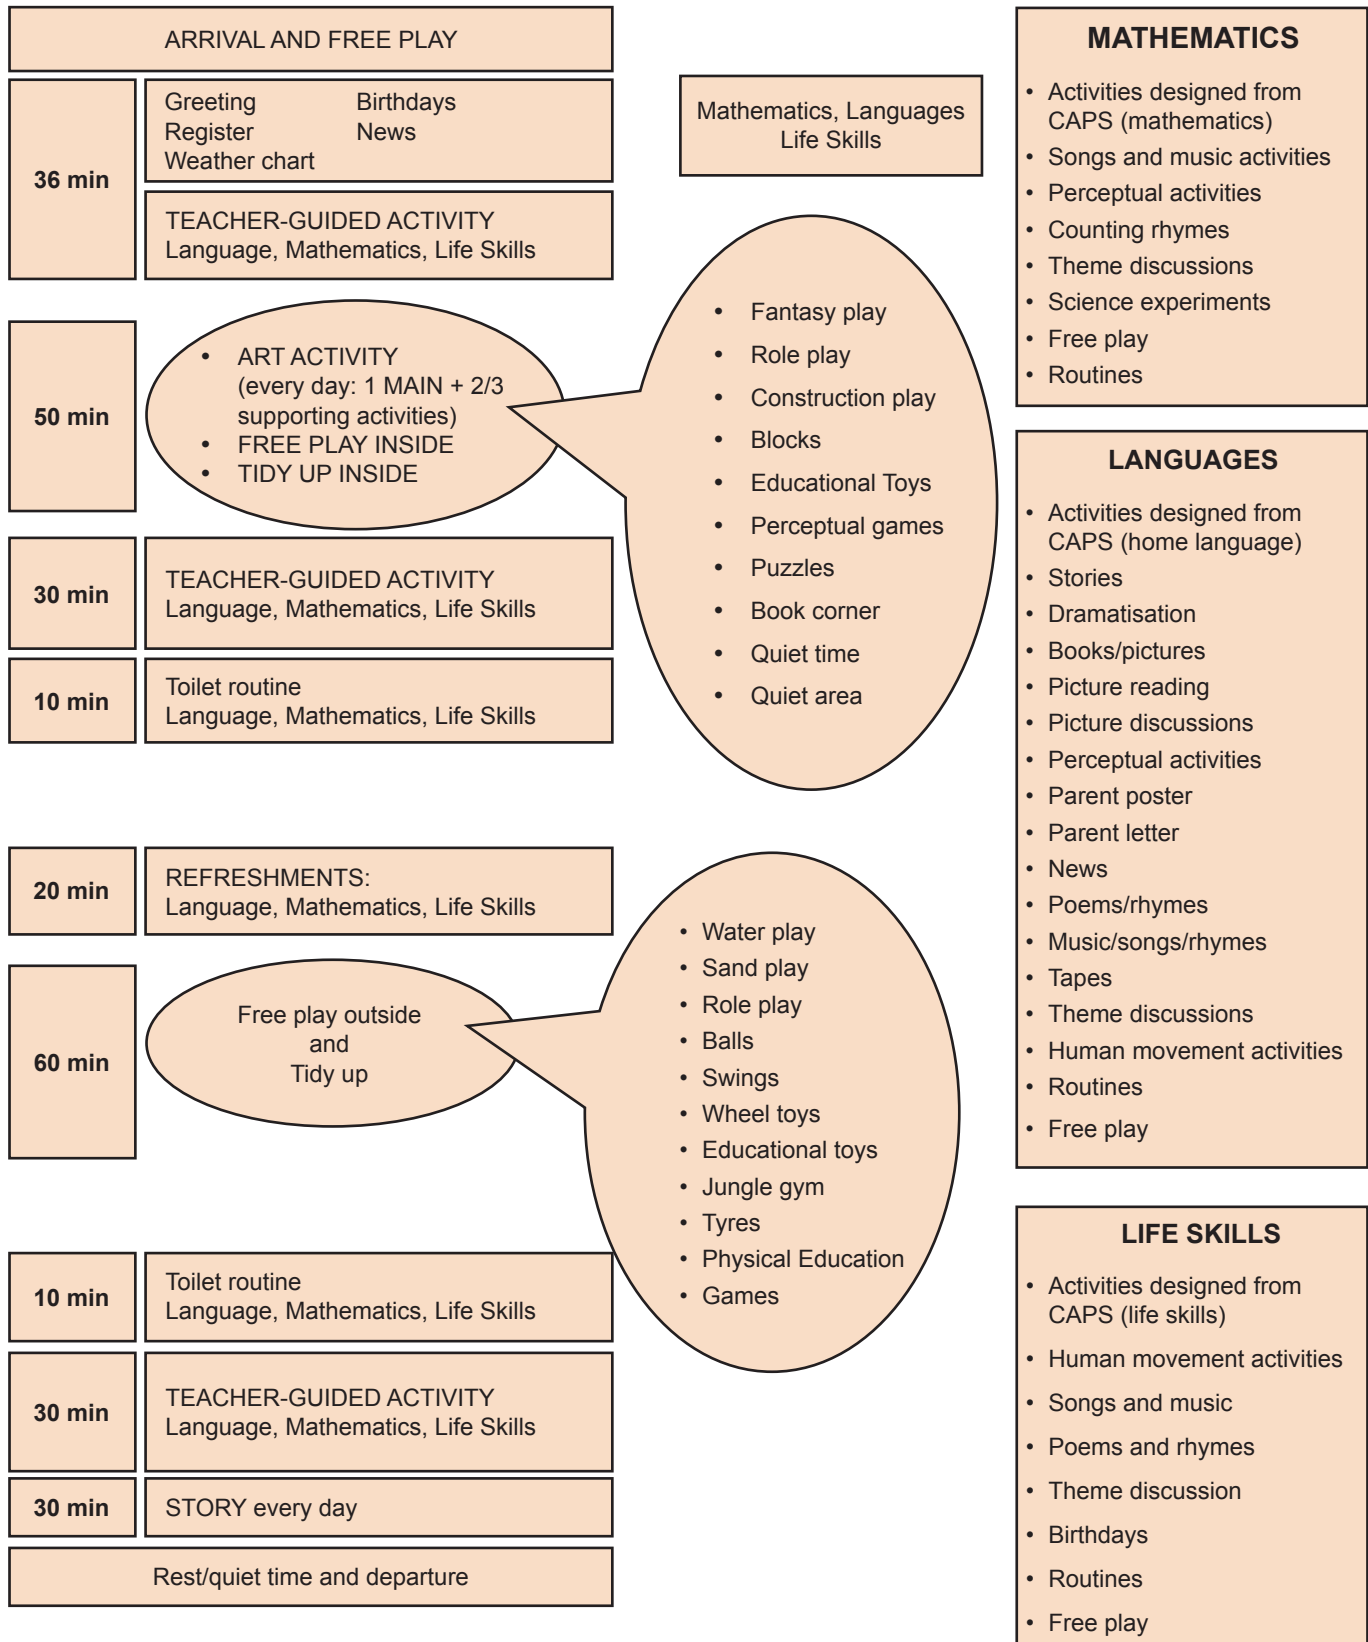 ARRIVAL AND FREE PLAY
36 min
Greeting Birthdays
Register News
Weather chart
TEACHER-GUIDED ACTIVITY
Language, Mathematics, Life Skills
50 min
• ART ACTIVITY
(every day: 1 MAIN + 2/3
supporting activities)
• FREE PLAY INSIDE
• TIDY UP INSIDE
30 min
TEACHER-GUIDED ACTIVITY
Language, Mathematics, Life Skills
10 min
Toilet routine
Language, Mathematics, Life Skills
20 min
REFRESHMENTS:
Language, Mathematics, Life Skills
60 min
Free play outside
and
Tidy up
10 min
Toilet routine
Language, Mathematics, Life Skills
30 min
TEACHER-GUIDED ACTIVITY
Language, Mathematics, Life Skills
30 min
STORY every day
Rest/quiet time and departure
Mathematics, Languages
Life Skills
• Fantasy play
• Role play
• Construction play
• Blocks
• Educational Toys
• Perceptual games
• Puzzles
• Book corner
• Quiet time
• Quiet area
• Water play
• Sand play
• Role play
• Balls
• Swings
• Wheel toys
• Educational toys
• Jungle gym
• Tyres
• Physical Education
• Games
MATHEMATICS
• Activities designed from
CAPS (mathematics)
• Songs and music activities
• Perceptual activities
• Counting rhymes
• Theme discussions
• Science experiments
• Free play
• Routines
LANGUAGES
• Activities designed from
CAPS (home language)
• Stories
• Dramatisation
• Books/pictures
• Picture reading
• Picture discussions
• Perceptual activities
• Parent poster
• Parent letter
• News
• Poems/rhymes
• Music/songs/rhymes
• Tapes
• Theme discussions
• Human movement activities
• Routines
• Free play
LIFE SKILLS
• Activities designed from
CAPS (life skills)
• Human movement activities
• Songs and music
• Poems and rhymes
• Theme discussion
• Birthdays
• Routines
• Free play